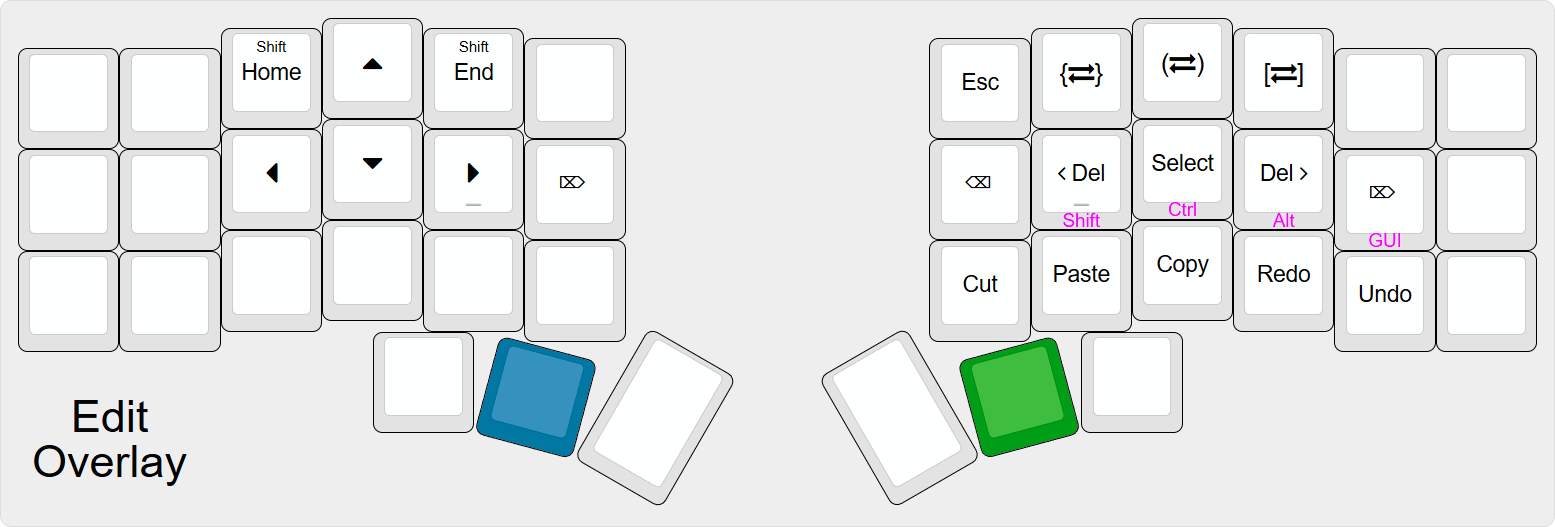 Shift
Home
▲
Shift
End
Esc
{⇄}
(⇄)
[⇄]
◀
▼
▶
_
⌦
⌫
< Del
_
Shift
Select
Ctrl
Del >
Alt
⌦
GUI
Cut
Paste
Copy
Redo
Undo
Edit
Overlay